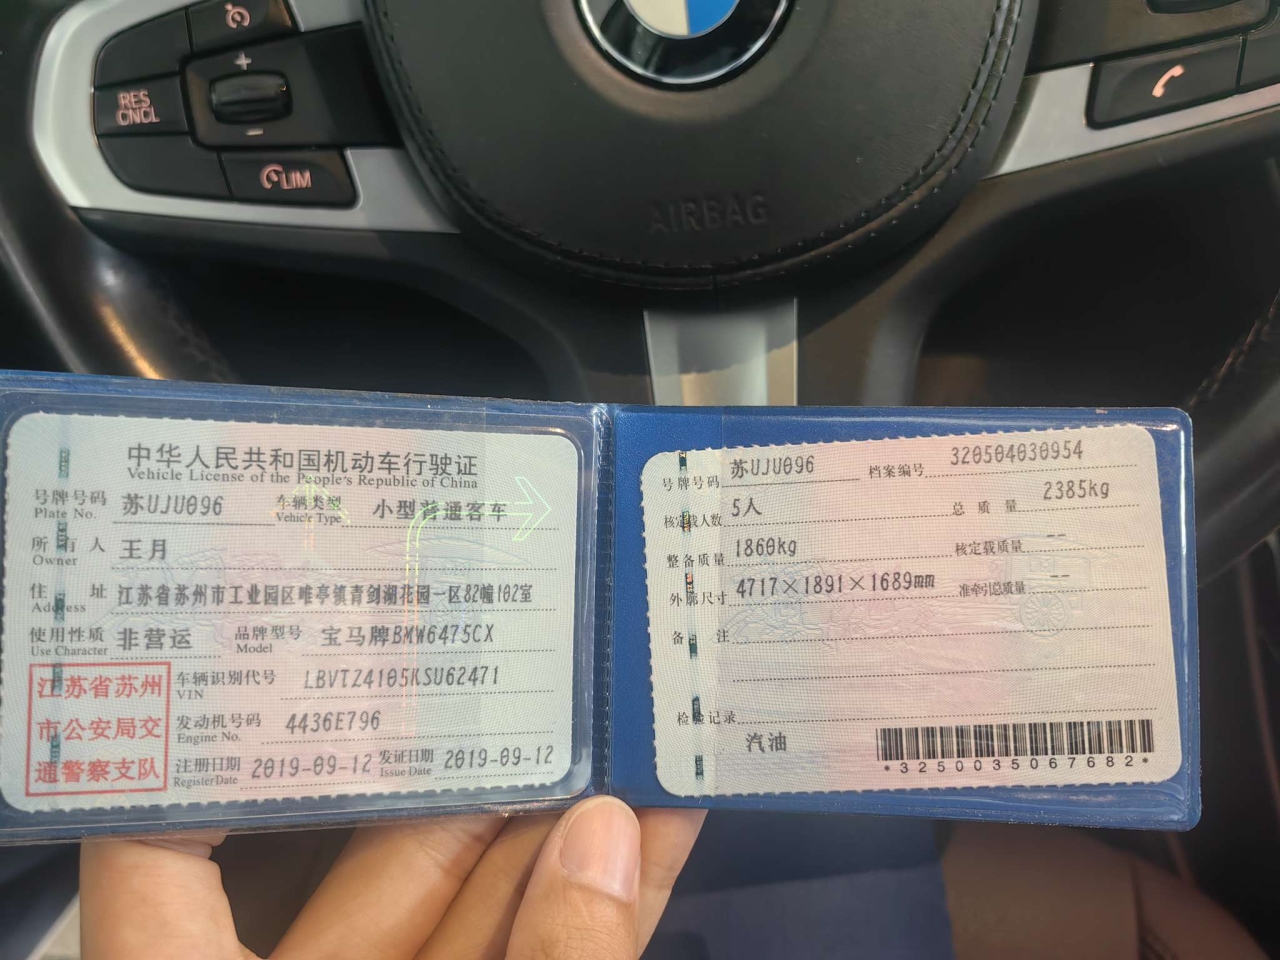 RES
CNCL
+
−
LIM
AIRBAG
中华人民共和国机动车行驶证
Vehicle License of the People's Republic of China
号牌号码 苏UJU096 车辆类型 小型普通客车
Plate No. Vehicle Type
所有人 王月
Owner
住址 江苏省苏州市工业园区唯亭镇青剑湖花园一区82幢102室
Address
使用性质 非营运 品牌型号 宝马牌BMW6475CX
Use Character Model
江苏省苏州
市公安局交
通警察支队
车辆识别代号 LBVTZ4105KSU62471
VIN
发动机号码 4436E796
Engine No.
注册日期 2019-09-12 发证日期 2019-09-12
Register Date Issue Date
号牌号码 苏UJU096 档案编号 320504030954
核定载人数 5人 总质量 2385kg
整备质量 1860kg 核定载质量 --
外廓尺寸 4717×1891×1689mm 准牵引总质量 --
备注
检验记录
汽油
*3250035067682*